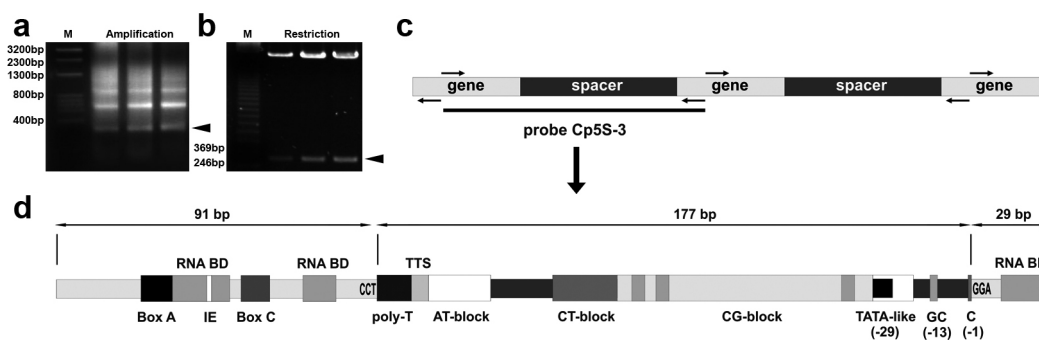 a
b
c
M
Amplification
M
Restriction
3200bp
2300bp
1300bp
800bp
400bp
369bp
246bp
gene
spacer
gene
spacer
gene
probe Cp5S-3
d
91 bp
177 bp
29 bp
RNA BD
RNA BD
TTS
RNA B
CCT
GGA
Box A
IE
Box C
poly-T
AT-block
CT-block
CG-block
TATA-like
(-29)
GC
(-13)
C
(-1)